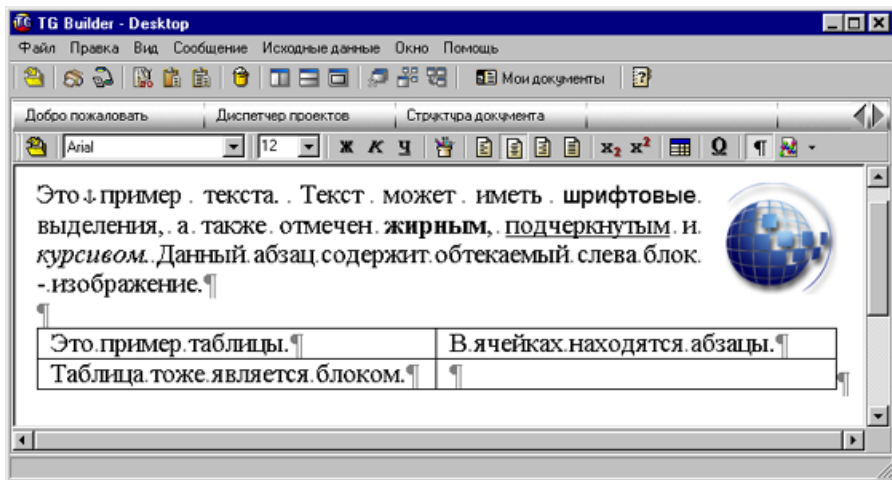 TG Builder - Desktop
Файл Правка Вид Сообщение Исходные данные Окно Помощь
Мои документы
Добро пожаловать Диспетчер проектов Структура документа
Arial 12 Ж К Ч x₂ x² Ω ¶
Это пример текста. Текст может иметь шрифтовые
выделения, а также отмечен жирным, подчеркнутым и
курсивом. Данный абзац содержит обтекаемый слева блок
- изображение.¶
¶
Это пример таблицы.¶ В ячейках находятся абзацы.¶
Таблица тоже является блоком.¶ ¶ ¶